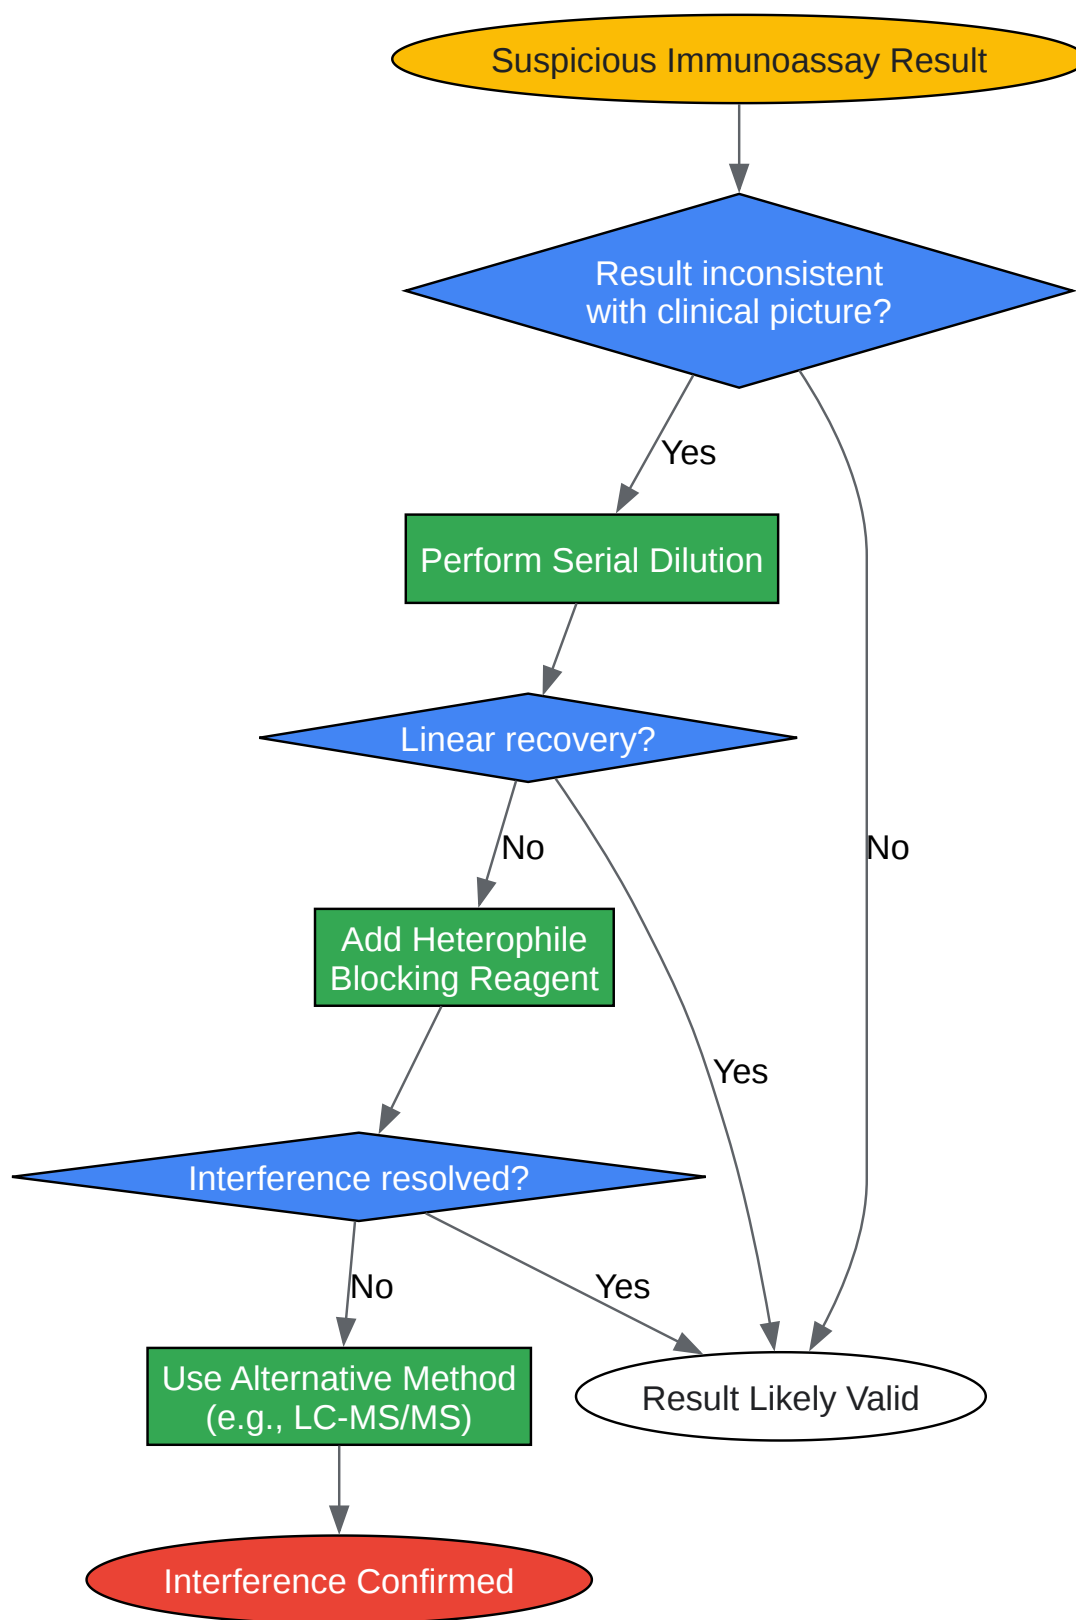 Suspicious Immunoassay Result
Result inconsistent
with clinical picture?
Yes
Perform Serial Dilution
Linear recovery?
No
No
Add Heterophile
Blocking Reagent
Yes
Interference resolved?
No
Yes
Use Alternative Method
(e.g., LC-MS/MS)
Result Likely Valid
Interference Confirmed